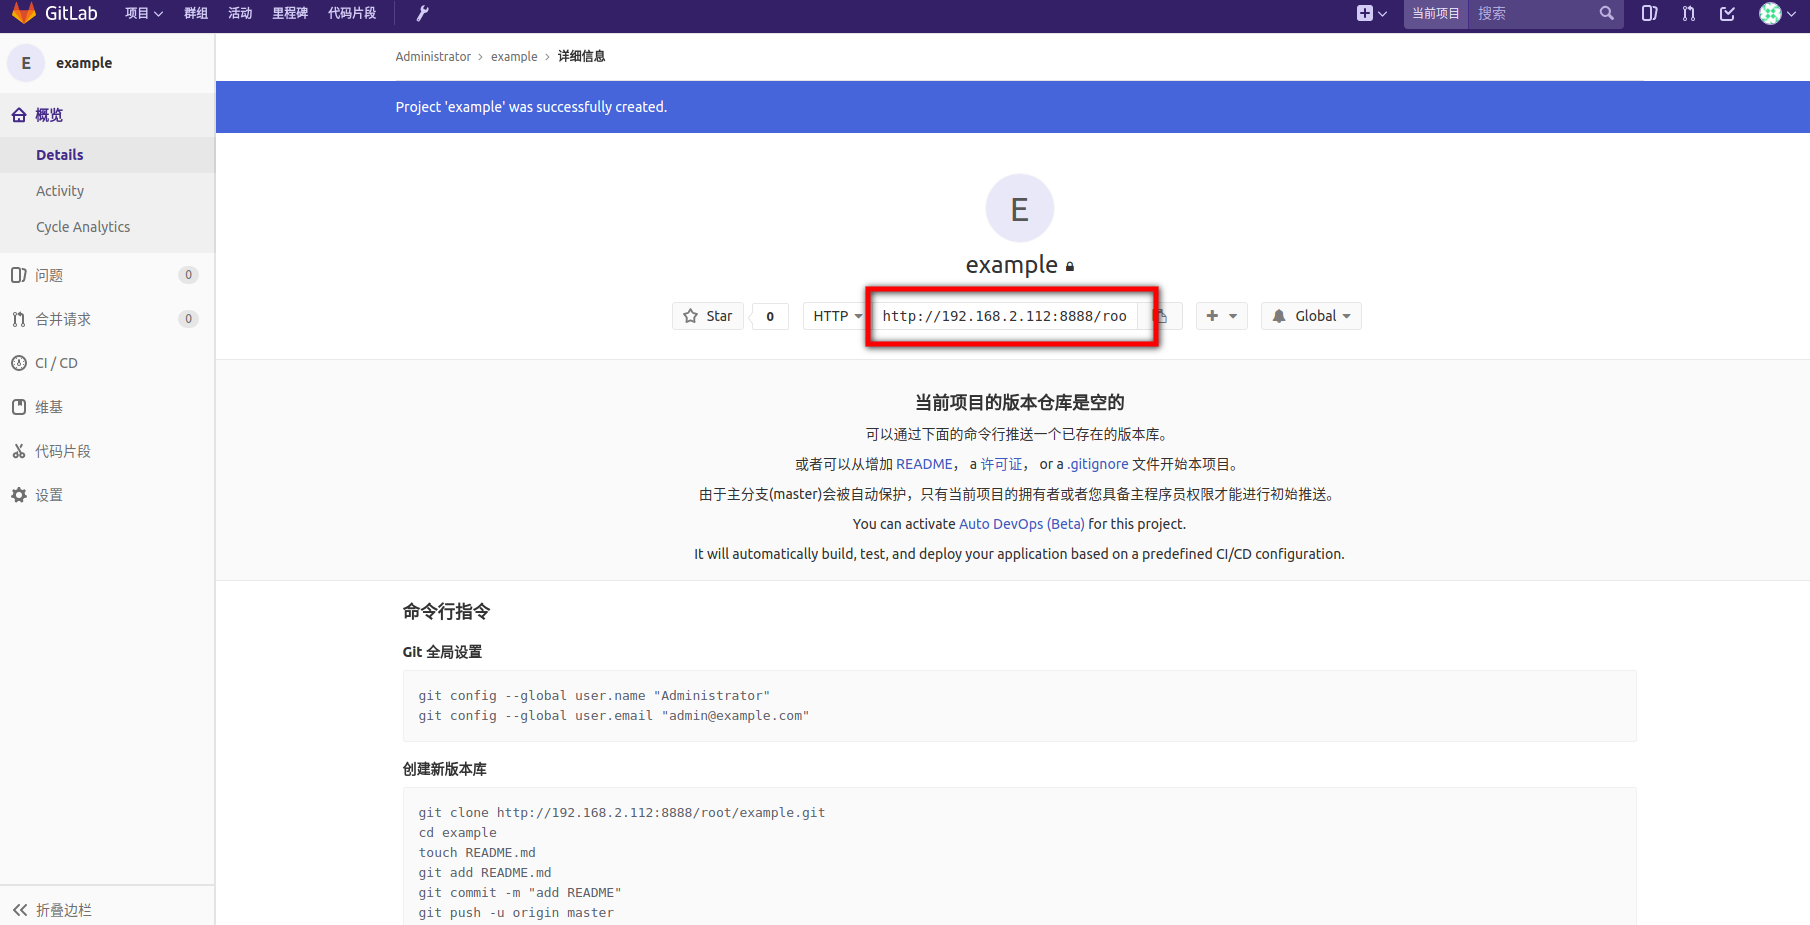 GitLab 项目 群组 活动 里程碑 代码片段 当前项目 搜索
E example
Administrator › example › 详细信息
Project 'example' was successfully created.
概览
Details
Activity
Cycle Analytics
问题 0
合并请求 0
CI / CD
维基
代码片段
设置
折叠边栏
E
example
Star 0 HTTP http://192.168.2.112:8888/roo Global
当前项目的版本仓库是空的
可以通过下面的命令行推送一个已存在的版本库。
或者可以从增加 README， a 许可证， or a .gitignore 文件开始本项目。
由于主分支(master)会被自动保护，只有当前项目的拥有者或者您具备主程序员权限才能进行初始推送。
You can activate Auto DevOps (Beta) for this project.
It will automatically build, test, and deploy your application based on a predefined CI/CD configuration.
命令行指令
Git 全局设置
git config --global user.name "Administrator"
git config --global user.email "admin@example.com"
创建新版本库
git clone http://192.168.2.112:8888/root/example.git
cd example
touch README.md
git add README.md
git commit -m "add README"
git push -u origin master